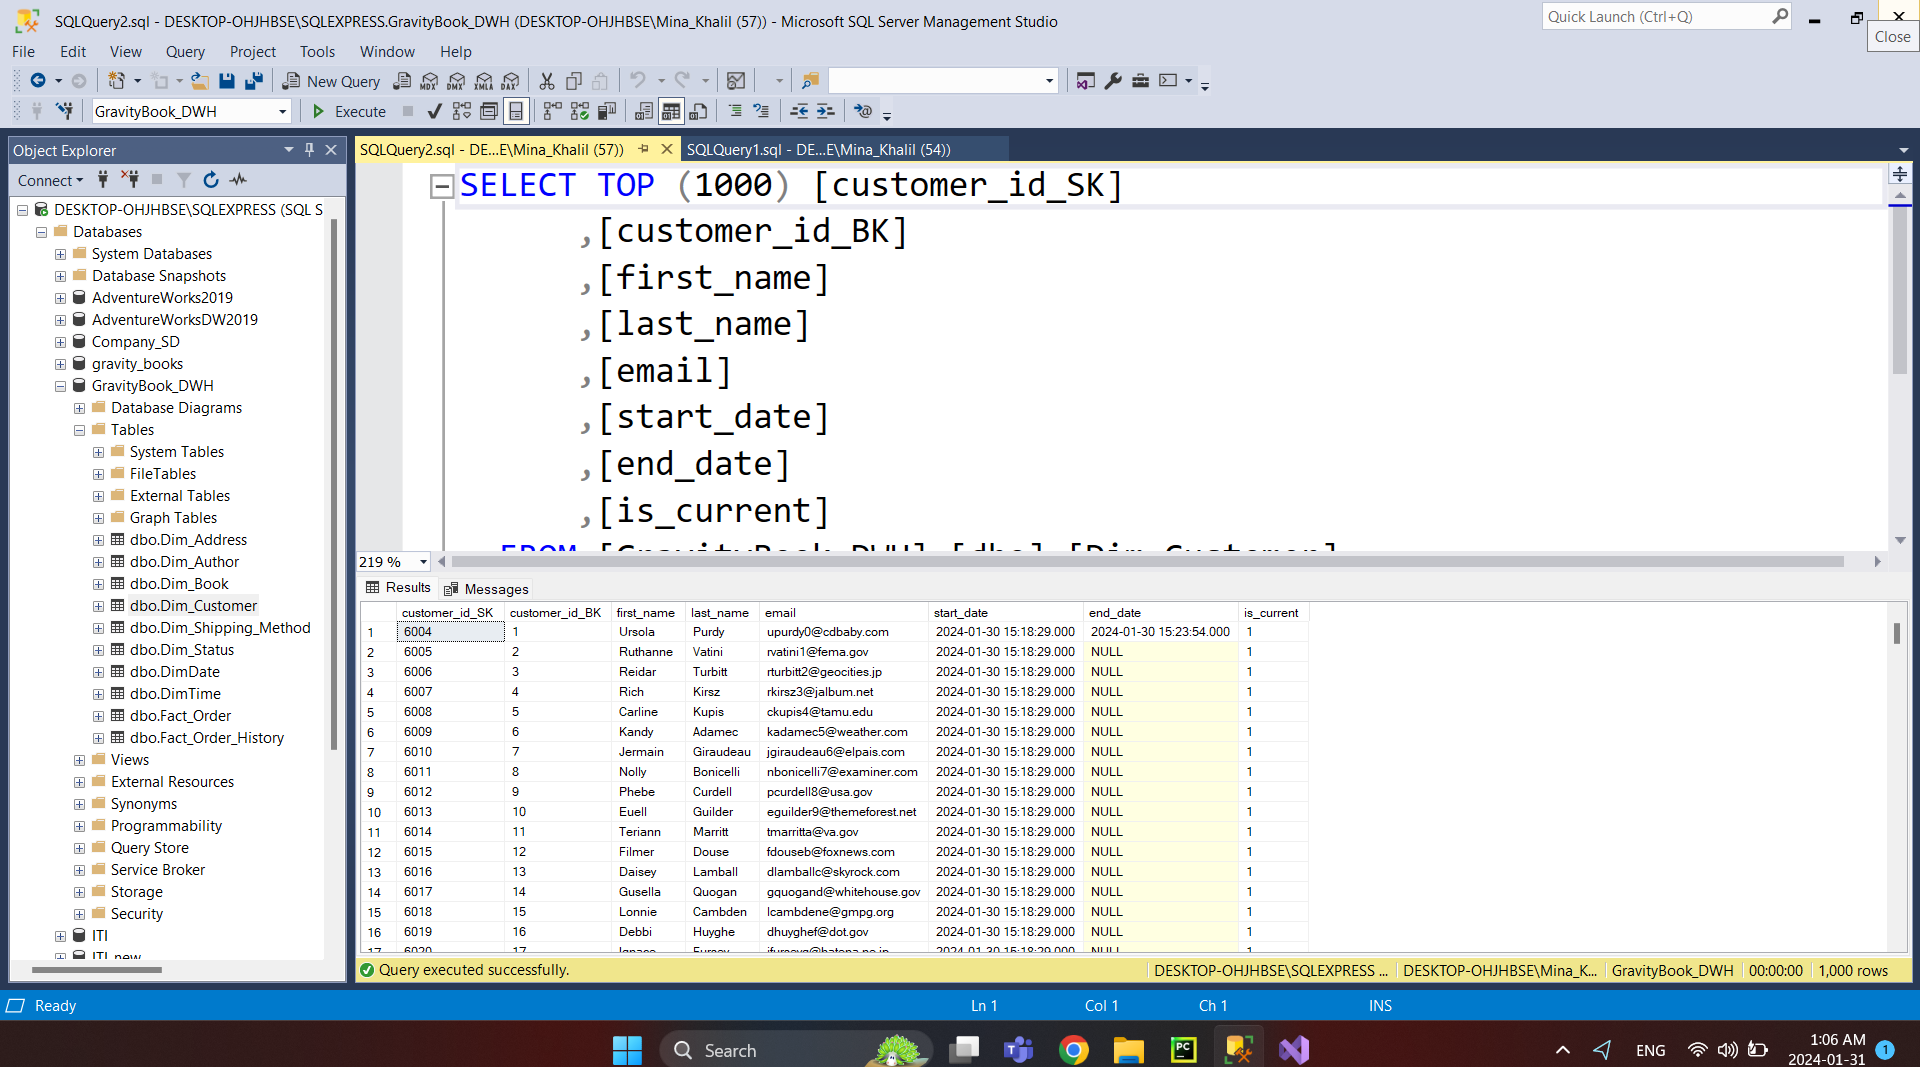 SQLQuery2.sql - DESKTOP-OHJHBSE\SQLEXPRESS.GravityBook_DWH (DESKTOP-OHJHBSE\Mina_Khalil (57)) - Microsoft SQL Server Management Studio
Quick Launch (Ctrl+Q)
Close
File Edit View Query Project Tools Window Help
New Query
GravityBook_DWH Execute
Object Explorer
Connect
DESKTOP-OHJHBSE\SQLEXPRESS (SQL S
Databases
System Databases
Database Snapshots
AdventureWorks2019
AdventureWorksDW2019
Company_SD
gravity_books
GravityBook_DWH
Database Diagrams
Tables
System Tables
FileTables
External Tables
Graph Tables
dbo.Dim_Address
dbo.Dim_Author
dbo.Dim_Book
dbo.Dim_Customer
dbo.Dim_Shipping_Method
dbo.Dim_Status
dbo.DimDate
dbo.DimTime
dbo.Fact_Order
dbo.Fact_Order_History
Views
External Resources
Synonyms
Programmability
Query Store
Service Broker
Storage
Security
ITI
ITI_new
SQLQuery2.sql - DE...E\Mina_Khalil (57)) SQLQuery1.sql - DE...E\Mina_Khalil (54))
SELECT TOP (1000) [customer_id_SK]
,[customer_id_BK]
,[first_name]
,[last_name]
,[email]
,[start_date]
,[end_date]
,[is_current]
FROM [GravityBook_DWH].[dbo].[Dim_Customer]
219 %
Results Messages
customer_id_SK customer_id_BK first_name last_name email start_date end_date is_current
1 6004 1 Ursola Purdy upurdy0@cdbaby.com 2024-01-30 15:18:29.000 2024-01-30 15:23:54.000 1
2 6005 2 Ruthanne Vatini rvatini1@fema.gov 2024-01-30 15:18:29.000 NULL 1
3 6006 3 Reidar Turbitt rturbitt2@geocities.jp 2024-01-30 15:18:29.000 NULL 1
4 6007 4 Rich Kirsz rkirsz3@jalbum.net 2024-01-30 15:18:29.000 NULL 1
5 6008 5 Carline Kupis ckupis4@tamu.edu 2024-01-30 15:18:29.000 NULL 1
6 6009 6 Kandy Adamec kadamec5@weather.com 2024-01-30 15:18:29.000 NULL 1
7 6010 7 Jermain Giraudeau jgiraudeau6@elpais.com 2024-01-30 15:18:29.000 NULL 1
8 6011 8 Nolly Bonicelli nbonicelli7@examiner.com 2024-01-30 15:18:29.000 NULL 1
9 6012 9 Phebe Curdell pcurdell8@usa.gov 2024-01-30 15:18:29.000 NULL 1
10 6013 10 Euell Guilder eguilder9@themeforest.net 2024-01-30 15:18:29.000 NULL 1
11 6014 11 Teriann Marritt tmarritta@va.gov 2024-01-30 15:18:29.000 NULL 1
12 6015 12 Filmer Douse fdouseb@foxnews.com 2024-01-30 15:18:29.000 NULL 1
13 6016 13 Daisey Lamball dlamballc@skyrock.com 2024-01-30 15:18:29.000 NULL 1
14 6017 14 Gusella Quogan gquogand@whitehouse.gov 2024-01-30 15:18:29.000 NULL 1
15 6018 15 Lonnie Cambden lcambdene@gmpg.org 2024-01-30 15:18:29.000 NULL 1
16 6019 16 Debbi Huyghe dhuyghef@dot.gov 2024-01-30 15:18:29.000 NULL 1
17 6020 17 2024-01-30 15:18:29.000 NULL 1
Query executed successfully. DESKTOP-OHJHBSE\SQLEXPRESS ... DESKTOP-OHJHBSE\Mina_K... GravityBook_DWH 00:00:00 1,000 rows
Ready Ln 1 Col 1 Ch 1 INS
Search
ENG
1:06 AM
2024-01-31
1